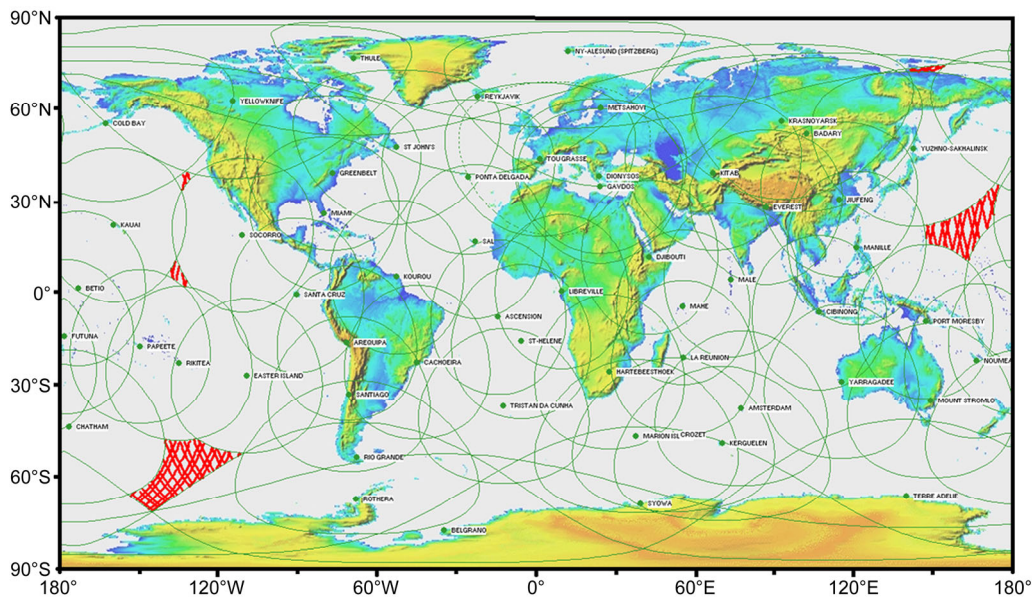 90°N
NY-ALESUND (SPITZBERG)
THULE
REYKJAVIK
60°N
YELLOWKNIFE
METSAHOVI
COLD BAY
KRASNOYARSK
BADARY
ST JOHN'S
YUZHNO-SAKHALINSK
TOUGRASSE
GREENBELT
PONTA DELGADA
DIONYSOS
KITAB
GAVDOS
30°N
JIUFENG
EVEREST
MIAMI
KAUAI
SOCORRO
SAL
MANILLE
DJIBOUTI
KOUROU
MALE
BETIO
0°
SANTA CRUZ
LIBREVILLE
MAHE
ASCENSION
CIBINONG
PORT MORESBY
FUTUNA
PAPEETE
AREQUIPA
ST-HELENE
RIKITEA
CACHOEIRA
LA REUNION
NOUMEA
EASTER ISLAND
HARTEBEESTHOEK
30°S
YARRAGADEE
SANTIAGO
TRISTAN DA CUNHA
AMSTERDAM
MOUNT STROMLO
CHATHAM
MARION ISL
CROZET
KERGUELEN
RIO GRANDE
60°S
ROTHERA
SYOWA
TERRE ADELIE
BELGRANO
90°S
180° 120°W 60°W 0° 60°E 120°E 180°